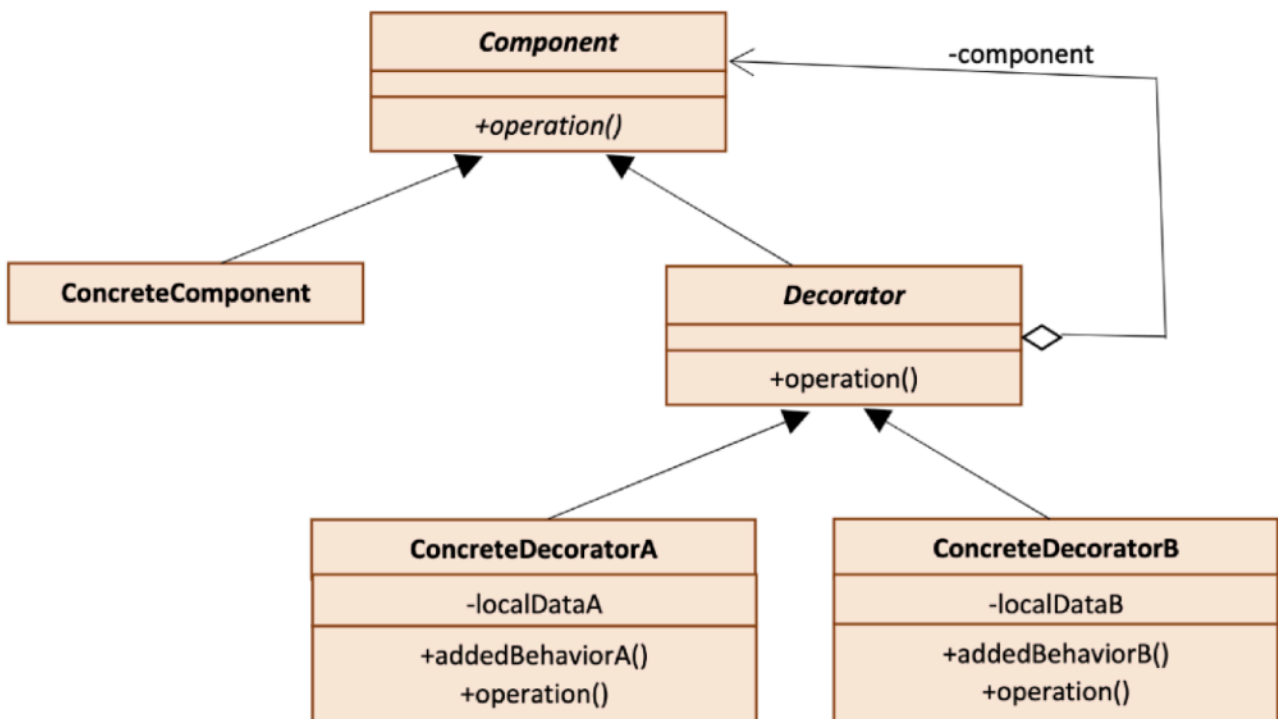 Component
-component
+operation()
ConcreteComponent
Decorator
+operation()
ConcreteDecoratorA
-localDataA
+addedBehaviorA()
+operation()
ConcreteDecoratorB
-localDataB
+addedBehaviorB()
+operation()